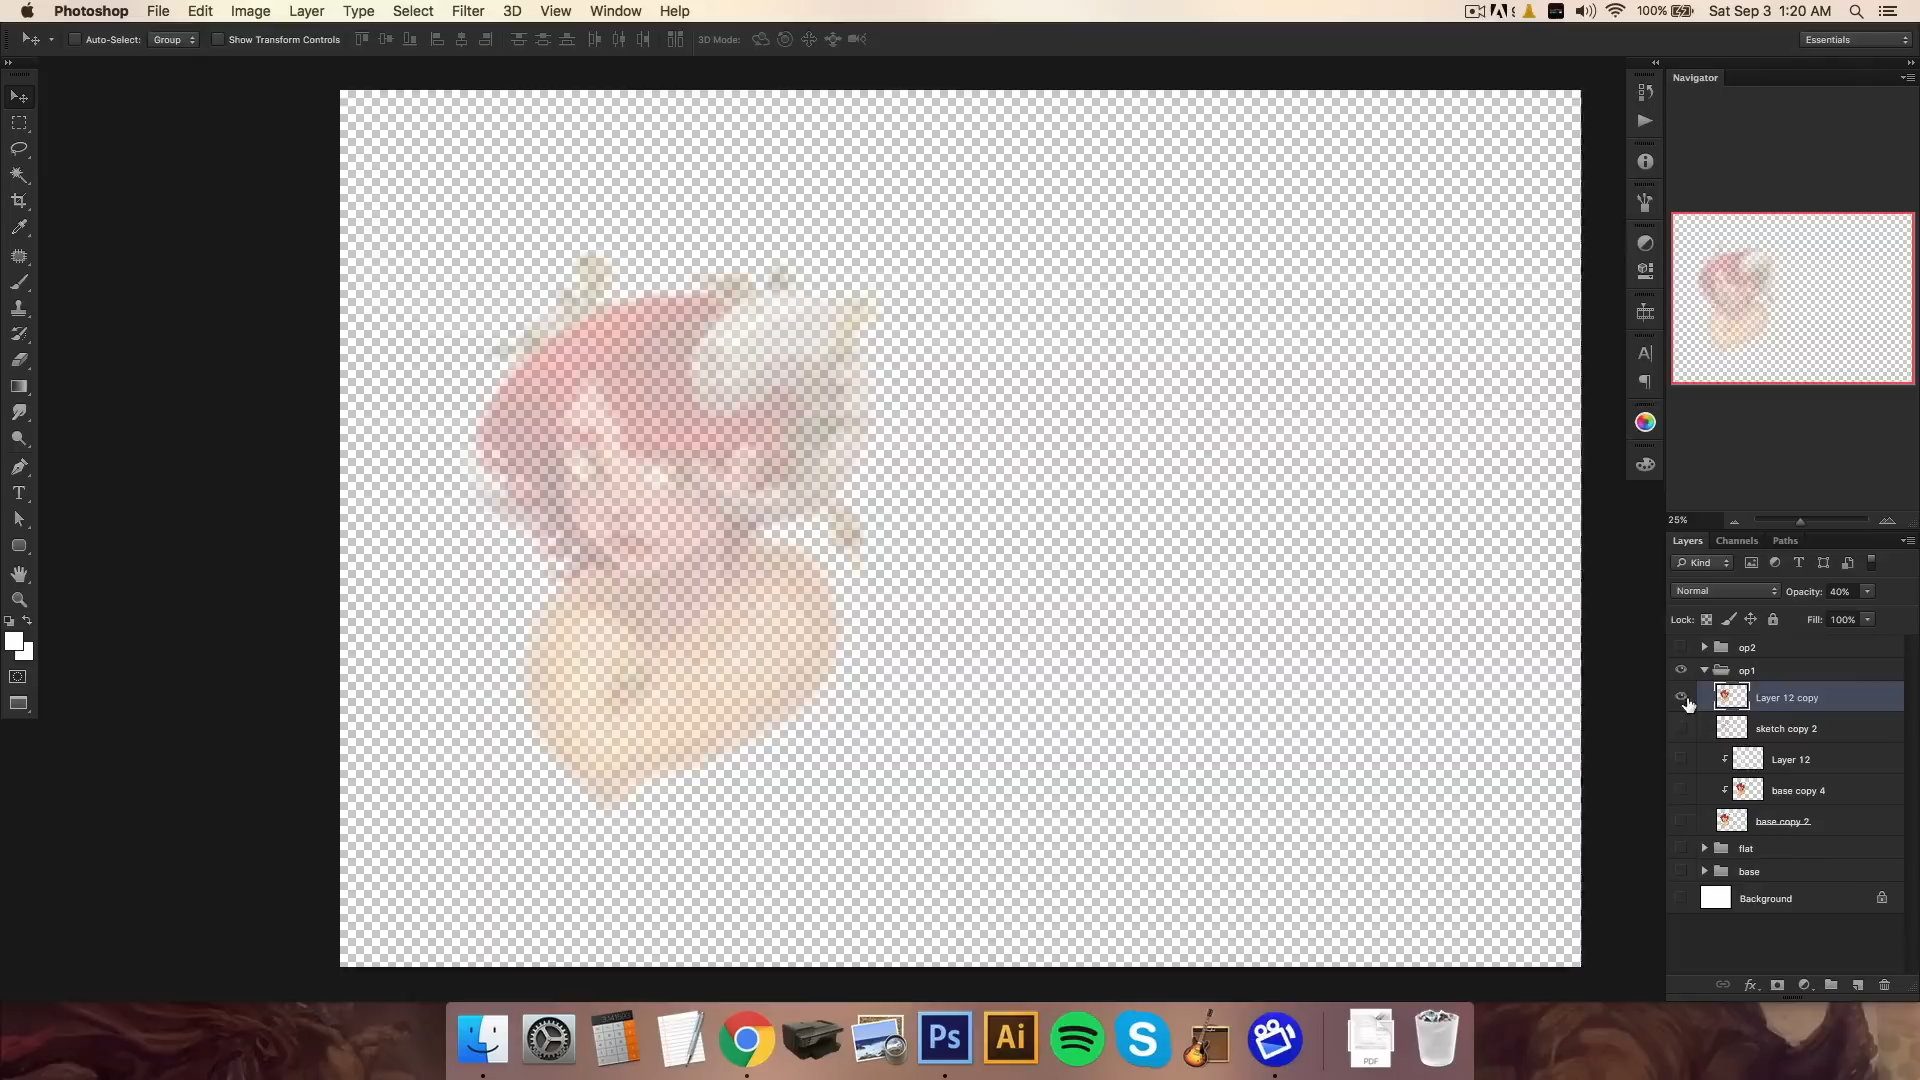 Photoshop File Edit Image Layer Type Select Filter 3D View Window Help 100% Sat Sep 3 1:20 AM
Auto-Select: Group Show Transform Controls 3D Mode: Essentials
Navigator
25%
Layers Channels Paths
Kind
Normal Opacity: 40%
Lock: Fill: 100%
op2
op1
Layer 12 copy
sketch copy 2
Layer 12
base copy 4
base copy 2
flat
base
Background
fx
Ps Ai PDF